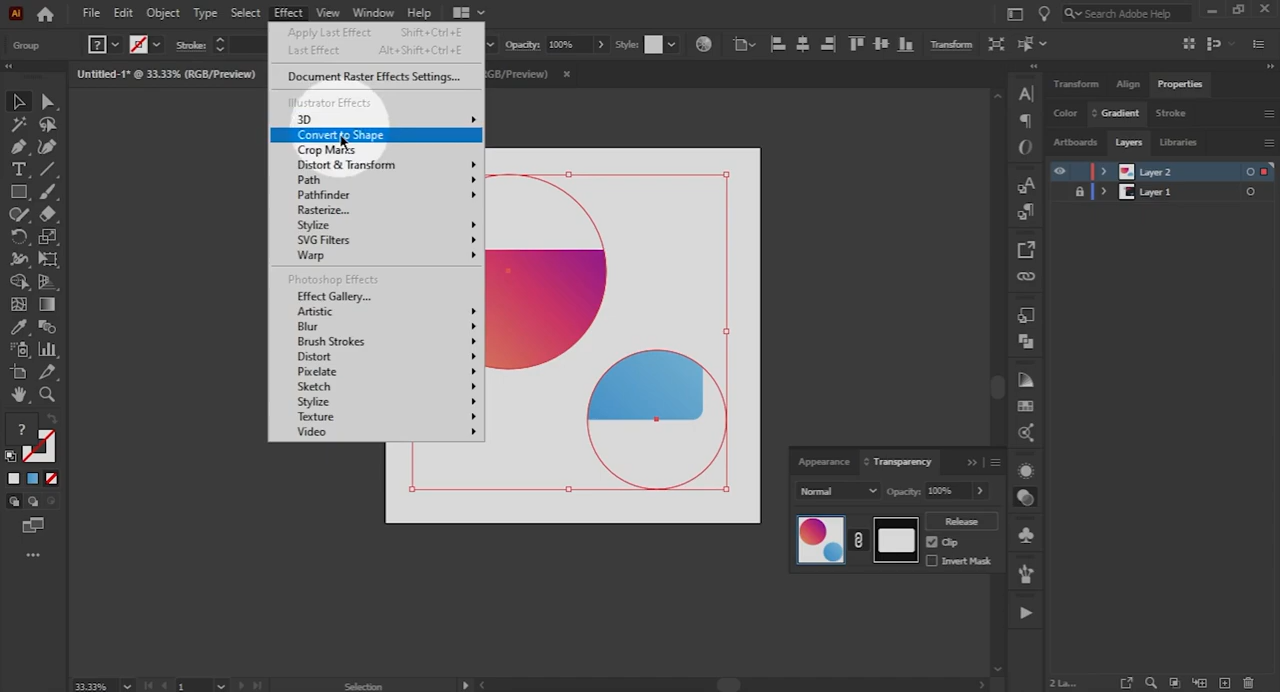 Ai File Edit Object Type Select Effect View Window Help Search Adobe Help
Group ? Stroke: Opacity: 100% Style: Transform
Untitled-1* @ 33.33% (RGB/Preview) GB/Preview) ×
Apply Last Effect Shift+Ctrl+E
Last Effect Alt+Shift+Ctrl+E
Document Raster Effects Settings...
Illustrator Effects
3D
Convert to Shape
Crop Marks
Distort & Transform
Path
Pathfinder
Rasterize...
Stylize
SVG Filters
Warp
Photoshop Effects
Effect Gallery...
Artistic
Blur
Brush Strokes
Distort
Pixelate
Sketch
Stylize
Texture
Video
Transform Align Properties
Color Gradient Stroke
Artboards Layers Libraries
Layer 2
Layer 1
Appearance Transparency
Normal Opacity: 100%
Release
Clip
Invert Mask
?
33.33% 1 Selection
2 La...